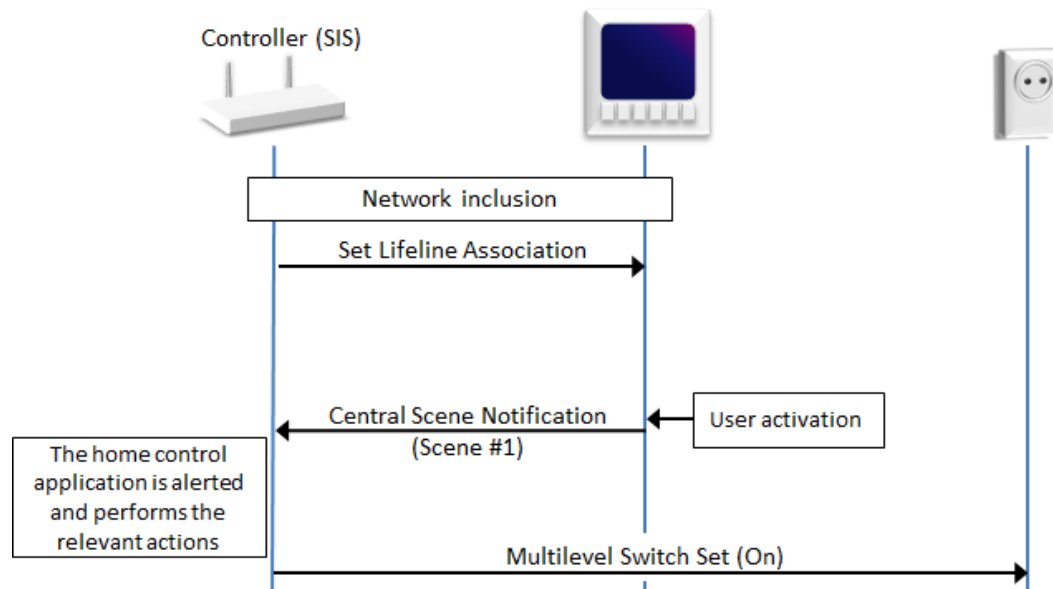 Controller (SIS)
Network inclusion
Set Lifeline Association
Central Scene Notification
(Scene #1)
User activation
The home control
application is alerted
and performs the
relevant actions
Multilevel Switch Set (On)